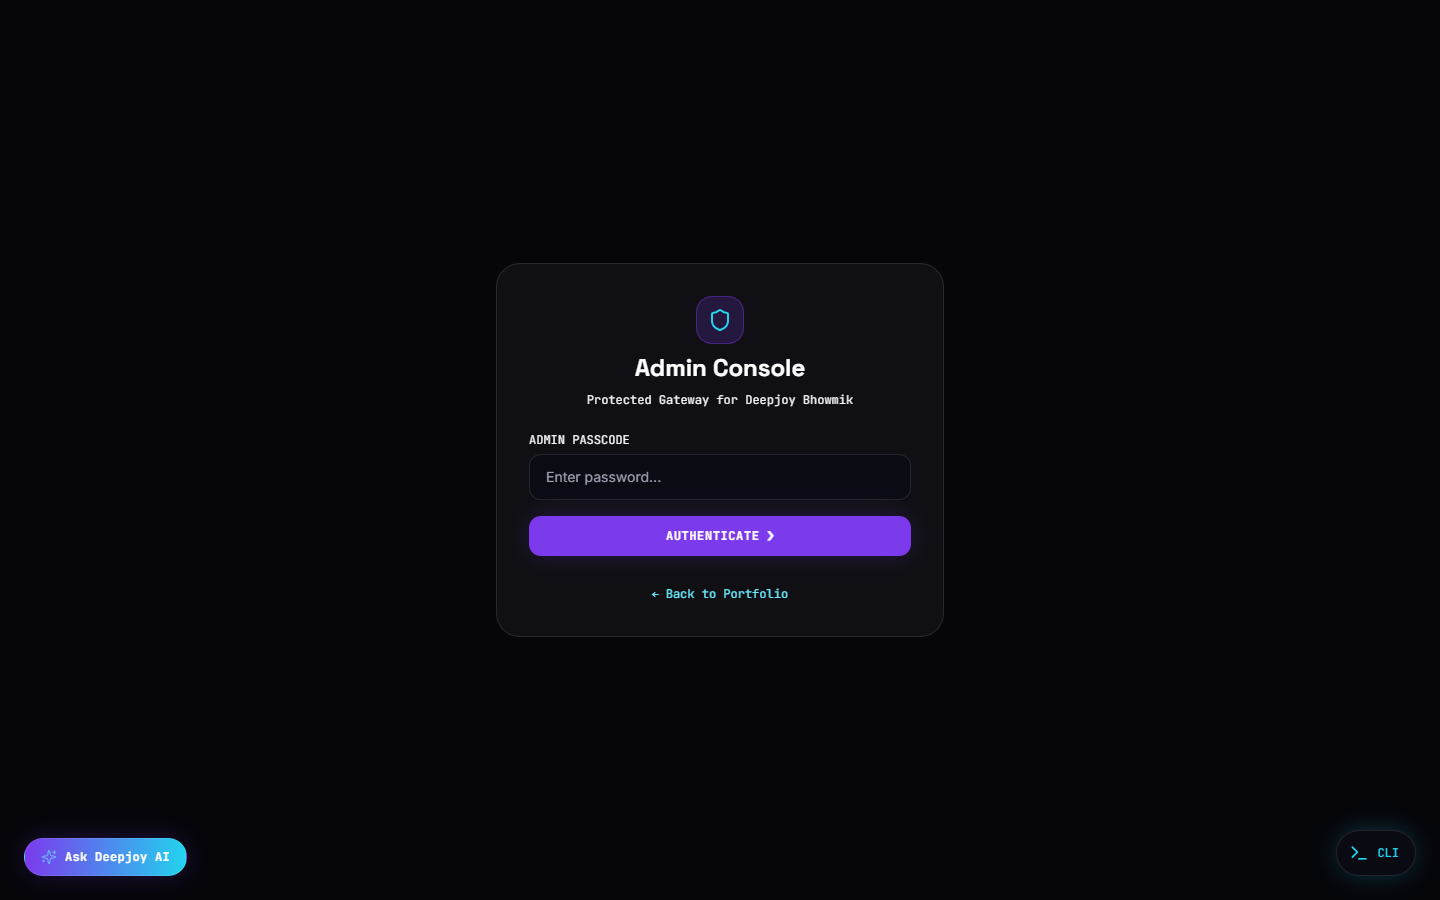 Admin Console
Protected Gateway for Deepjoy Bhowmik
ADMIN PASSCODE
Enter password...
AUTHENTICATE ❯
← Back to Portfolio
Ask Deepjoy AI
CLI